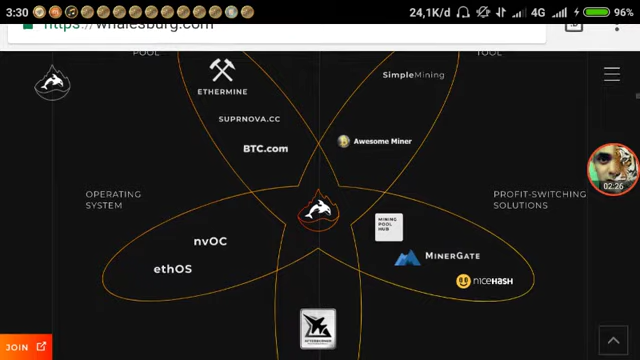 3:30
24,1K/d
4G
96%
https://whalesburg.com
POOL
TOOL
ETHERMINE
SimpleMining
SUPRNOVA.CC
BTC.com
Awesome Miner
OPERATING
SYSTEM
PROFIT-SWITCHING
SOLUTIONS
MINING
POOL
HUB
nvOC
MINERGATE
ethOS
niceHASH
02:26
AFTERBURNER
JOIN